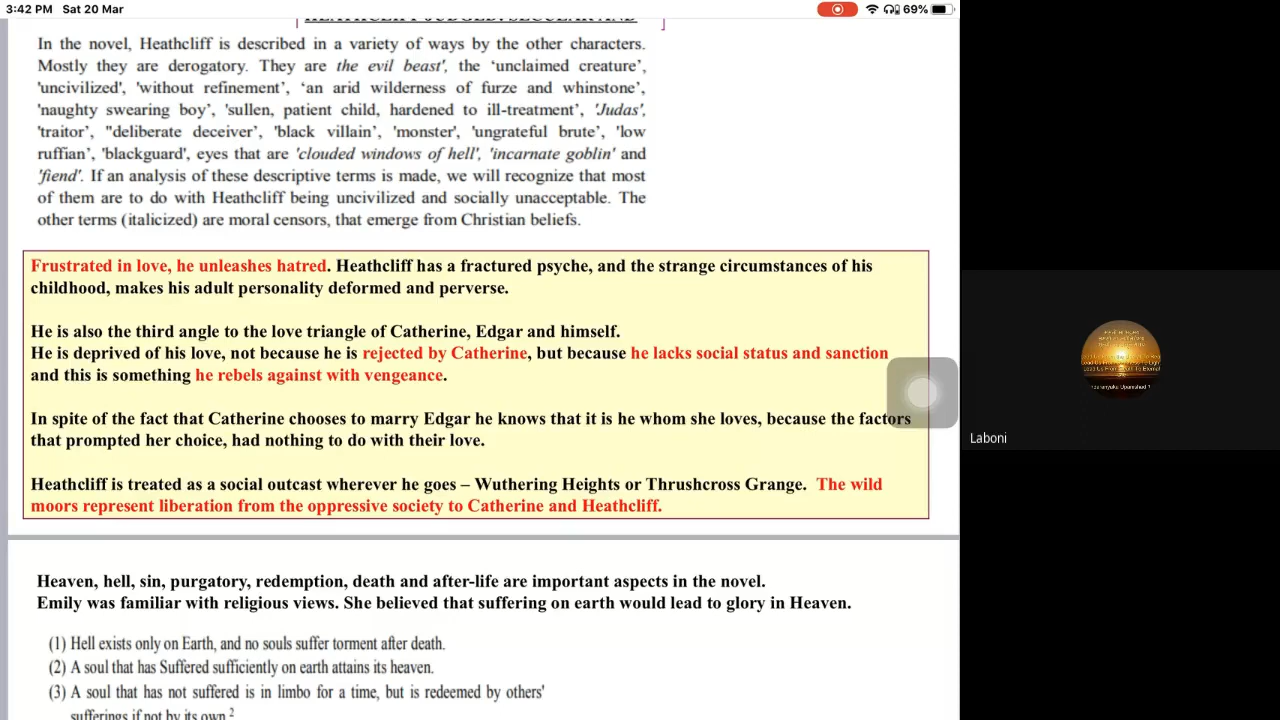 3:42 PM Sat 20 Mar
69%
HEATHCLIFF JUDGED: SECULAR AND
In the novel, Heathcliff is described in a variety of ways by the other characters.
Mostly they are derogatory. They are the evil beast', the ‘unclaimed creature’,
'uncivilized', 'without refinement’, ‘an arid wilderness of furze and whinstone’,
'naughty swearing boy’, 'sullen, patient child, hardened to ill-treatment’, 'Judas',
'traitor’, "deliberate deceiver’, 'black villain’, 'monster', 'ungrateful brute’, 'low
ruffian’, 'blackguard', eyes that are 'clouded windows of hell', 'incarnate goblin' and
'fiend'. If an analysis of these descriptive terms is made, we will recognize that most
of them are to do with Heathcliff being uncivilized and socially unacceptable. The
other terms (italicized) are moral censors, that emerge from Christian beliefs.
Frustrated in love, he unleashes hatred. Heathcliff has a fractured psyche, and the strange circumstances of his
childhood, makes his adult personality deformed and perverse.
He is also the third angle to the love triangle of Catherine, Edgar and himself.
He is deprived of his love, not because he is rejected by Catherine, but because he lacks social status and sanction
and this is something he rebels against with vengeance.
In spite of the fact that Catherine chooses to marry Edgar he knows that it is he whom she loves, because the factors
that prompted her choice, had nothing to do with their love.
Heathcliff is treated as a social outcast wherever he goes – Wuthering Heights or Thrushcross Grange. The wild
moors represent liberation from the oppressive society to Catherine and Heathcliff.
Heaven, hell, sin, purgatory, redemption, death and after-life are important aspects in the novel.
Emily was familiar with religious views. She believed that suffering on earth would lead to glory in Heaven.
(1) Hell exists only on Earth, and no souls suffer torment after death.
(2) A soul that has Suffered sufficiently on earth attains its heaven.
(3) A soul that has not suffered is in limbo for a time, but is redeemed by others'
sufferings if not by its own.2
Laboni